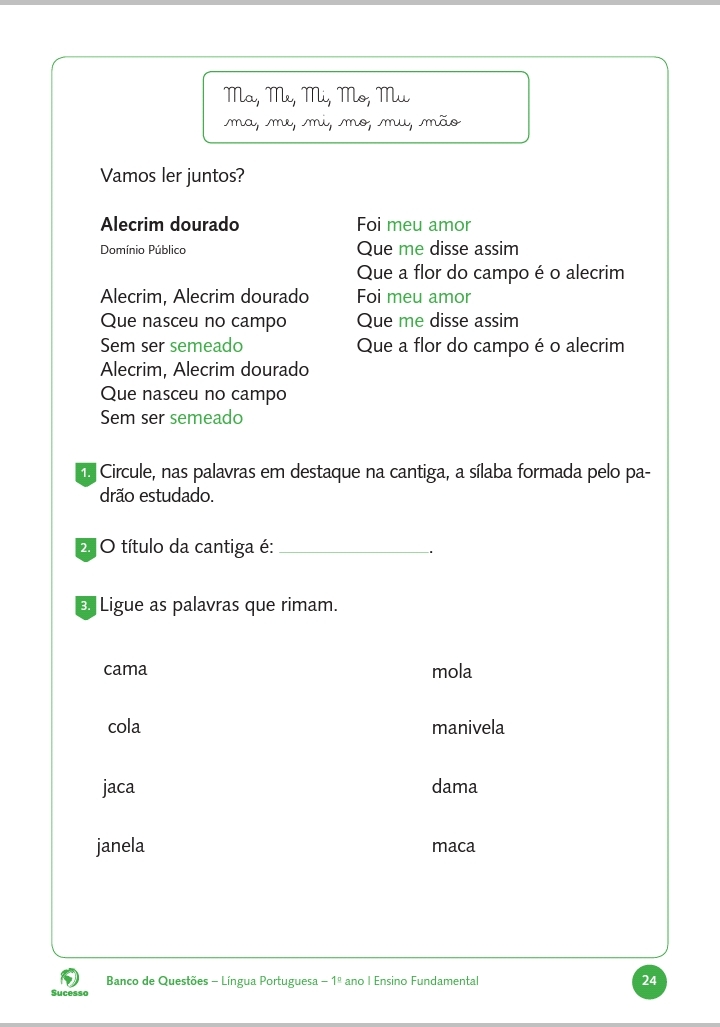 Ma, Me, Mi, Mo, Mu
ma, me, mi, mo, mu, mão
Vamos ler juntos?
Alecrim dourado
Domínio Público
Alecrim, Alecrim dourado
Que nasceu no campo
Sem ser semeado
Alecrim, Alecrim dourado
Que nasceu no campo
Sem ser semeado
Foi meu amor
Que me disse assim
Que a flor do campo é o alecrim
Foi meu amor
Que me disse assim
Que a flor do campo é o alecrim
1. Circule, nas palavras em destaque na cantiga, a sílaba formada pelo pa-
drão estudado.
2. O título da cantiga é: ____________.
3. Ligue as palavras que rimam.
cama mola
cola manivela
jaca dama
janela maca
Sucesso
Banco de Questões – Língua Portuguesa – 1º ano | Ensino Fundamental
24